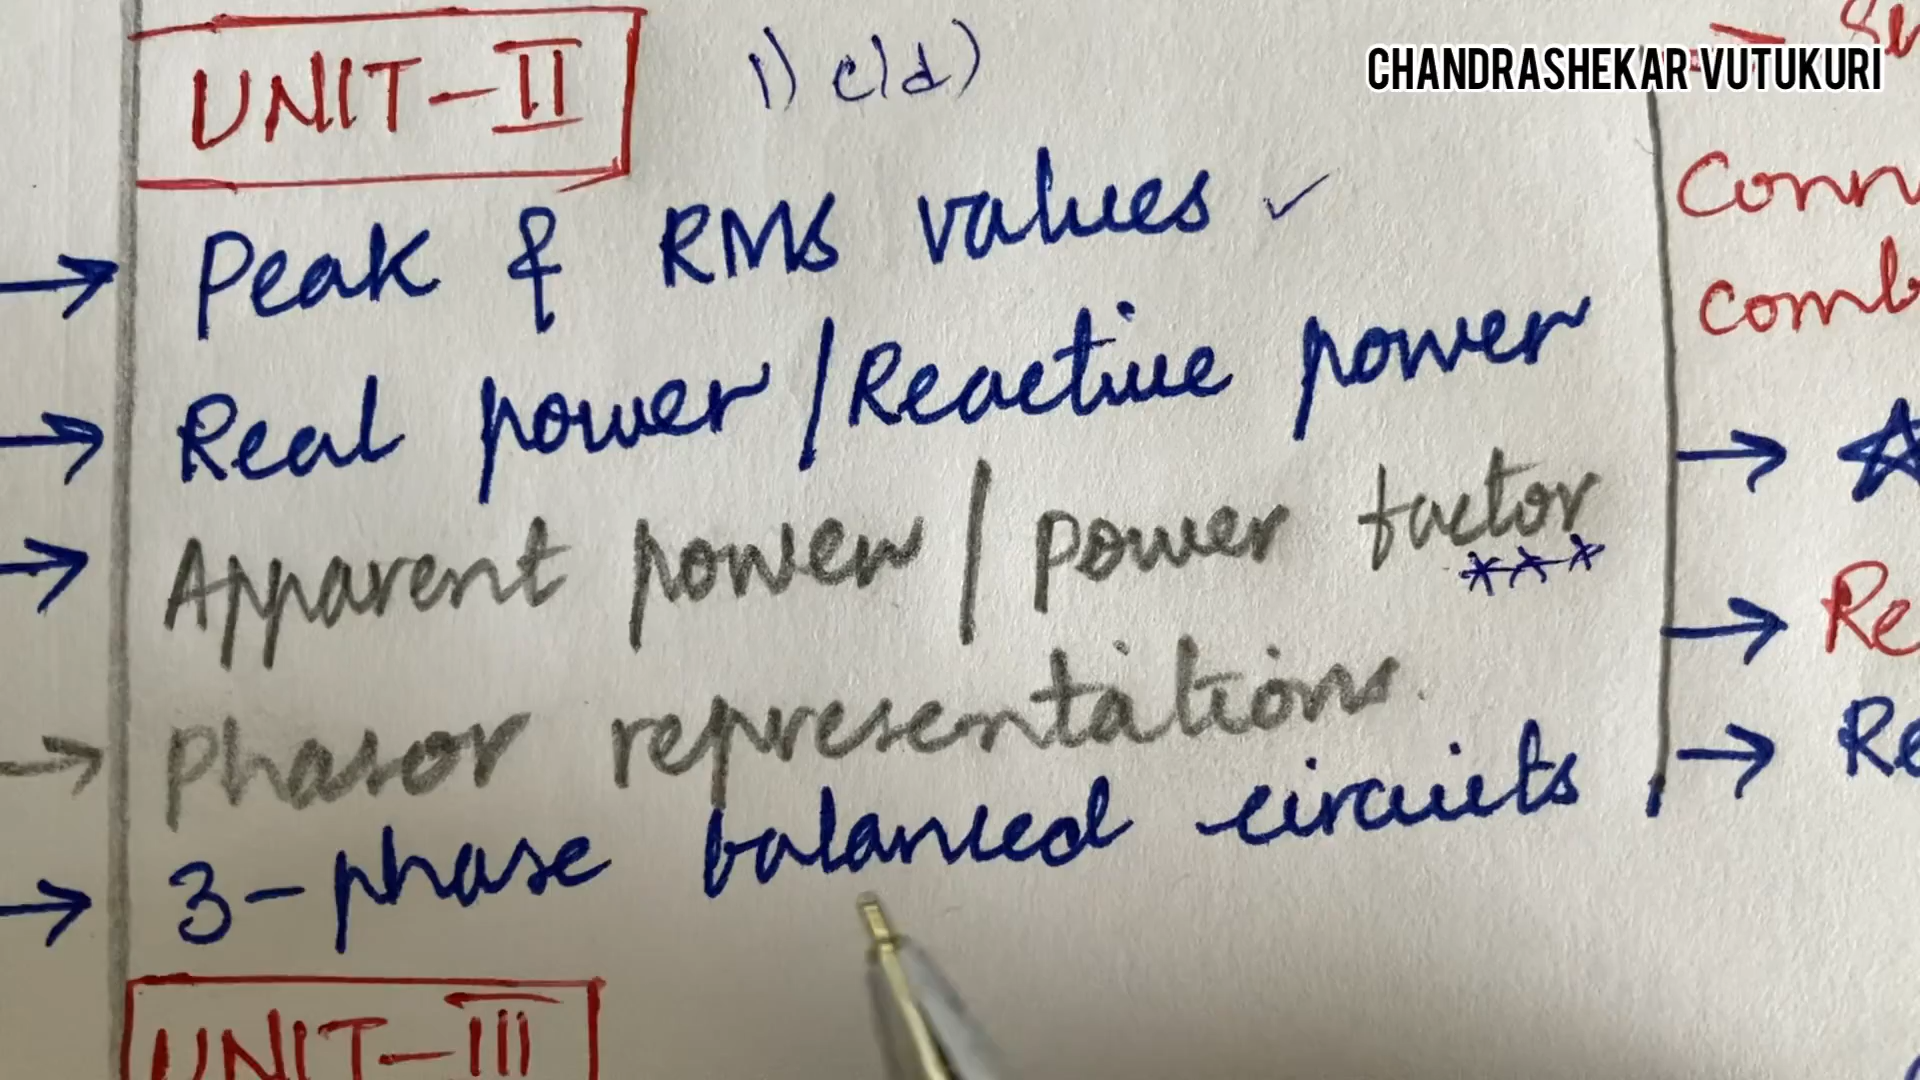 CHANDRASHEKAR VUTUKURI
UNIT-II 1) c(d)
→ Peak & RMS values ✓
→ Real power / Reactive power
→ Apparent power / power factor
***
→ Phasor representations.
→ 3-phase balanced circuits
UNIT-III
Conn
comb
→ ☆
→ Re
→ Re